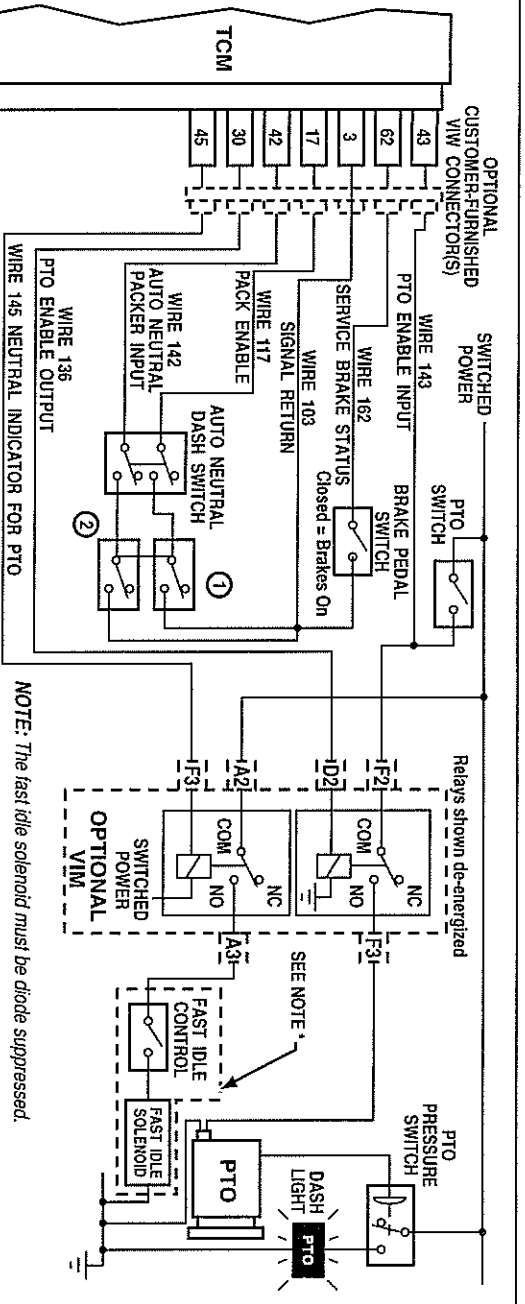 TCM
OPTIONAL
CUSTOMER-FURNISHED
VIW CONNECTOR(S)
43
62
3
17
42
30
45
SWITCHED
POWER
WIRE 143
PTO ENABLE INPUT
WIRE 162
SERVICE BRAKE STATUS
WIRE 103
SIGNAL RETURN
WIRE 117
PACK ENABLE
WIRE 142
AUTO NEUTRAL
PACKER INPUT
WIRE 136
PTO ENABLE OUTPUT
WIRE 145 NEUTRAL INDICATOR FOR PTO
PTO
SWITCH
BRAKE PEDAL
SWITCH
Closed = Brakes On
AUTO NEUTRAL
DASH SWITCH
1
2
Relays shown de-energized
F2
D2
A2
F3
COM
NC
NO
COM
NC
NO
SWITCHED
POWER
OPTIONAL
VIM
F3
A3
SEE NOTE *
FAST IDLE
CONTROL
FAST IDLE
SOLENOID
PTO
PTO
PRESSURE
SWITCH
DASH
LIGHT
PTO
NOTE: The fast idle solenoid must be diode suppressed.